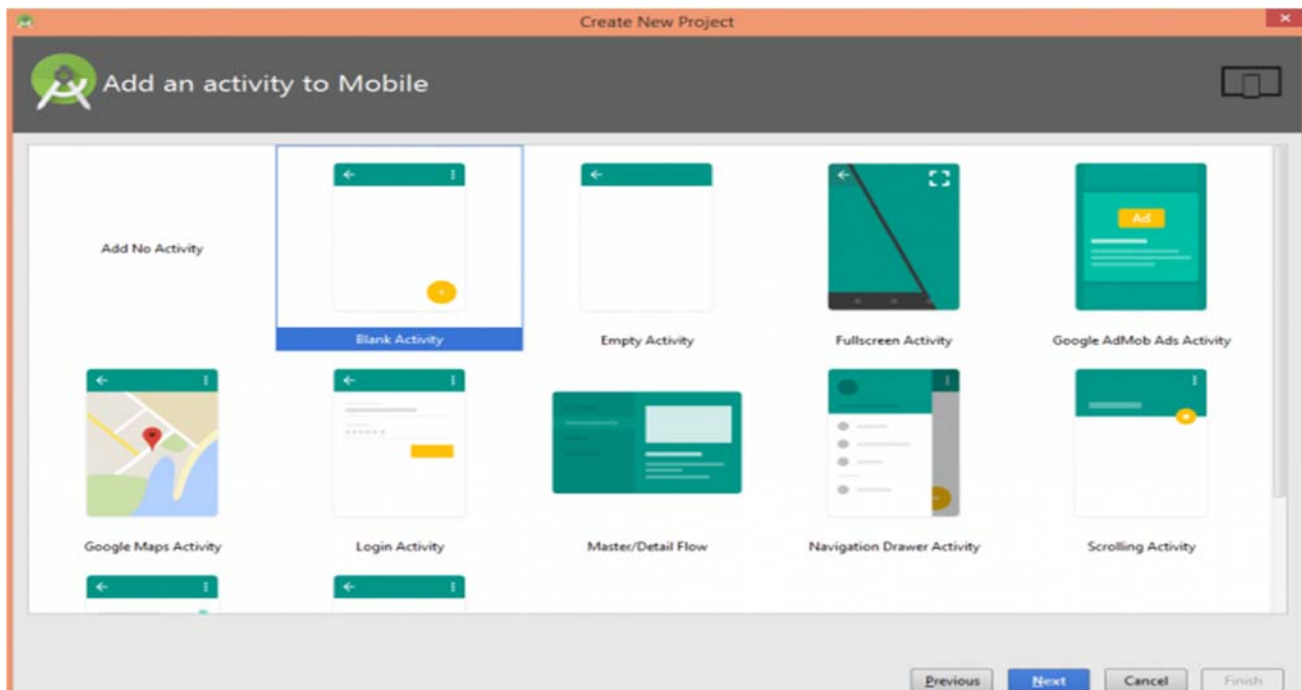 Create New Project
Add an activity to Mobile
Add No Activity
Blank Activity
Empty Activity
Ad
Fullscreen Activity
Google AdMob Ads Activity
Google Maps Activity
Login Activity
Master/Detail Flow
Navigation Drawer Activity
Scrolling Activity
Previous
Next
Cancel
Finish